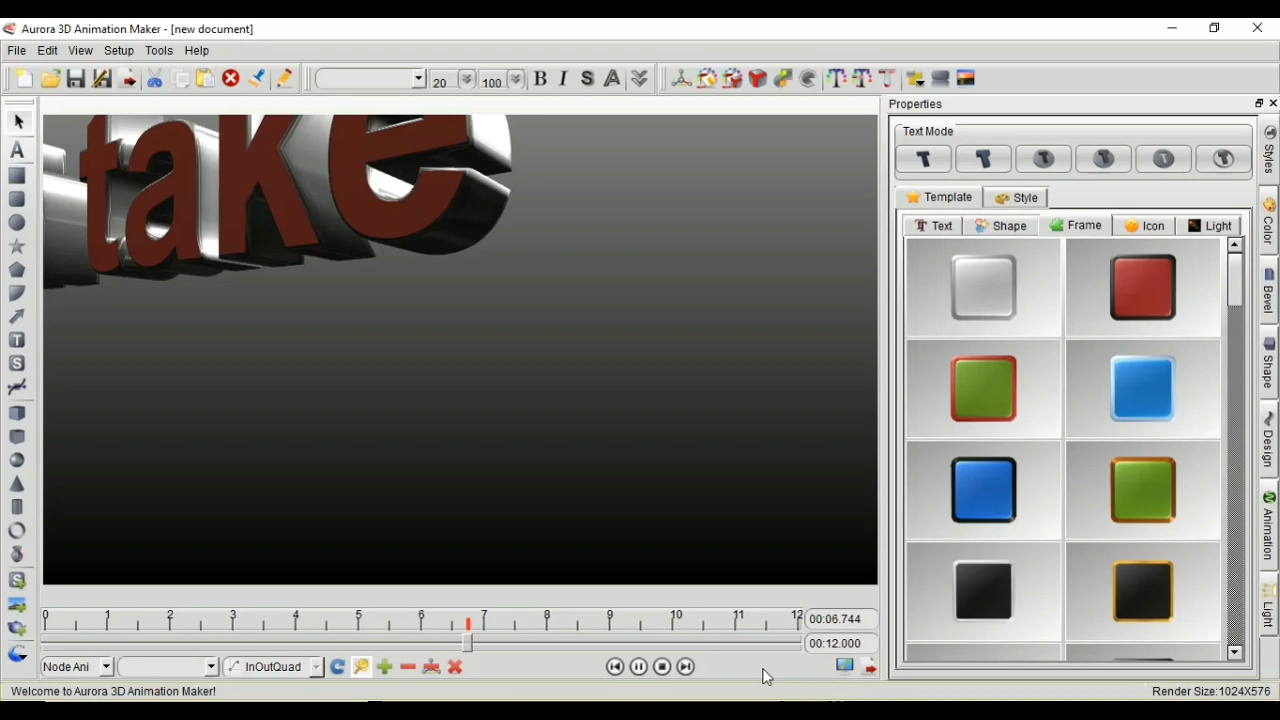 Aurora 3D Animation Maker - [new document]
File Edit View Setup Tools Help
20 100 B I S A
Properties
Text Mode
Template Style
Text Shape Frame Icon Light
take
Styles
Color
Bevel
Shape
Design
Animation
Light
0 1 2 3 4 5 6 7 8 9 10 11 12 00:06.744
00:12.000
Node Ani InOutQuad
Welcome to Aurora 3D Animation Maker! Render Size:1024X576